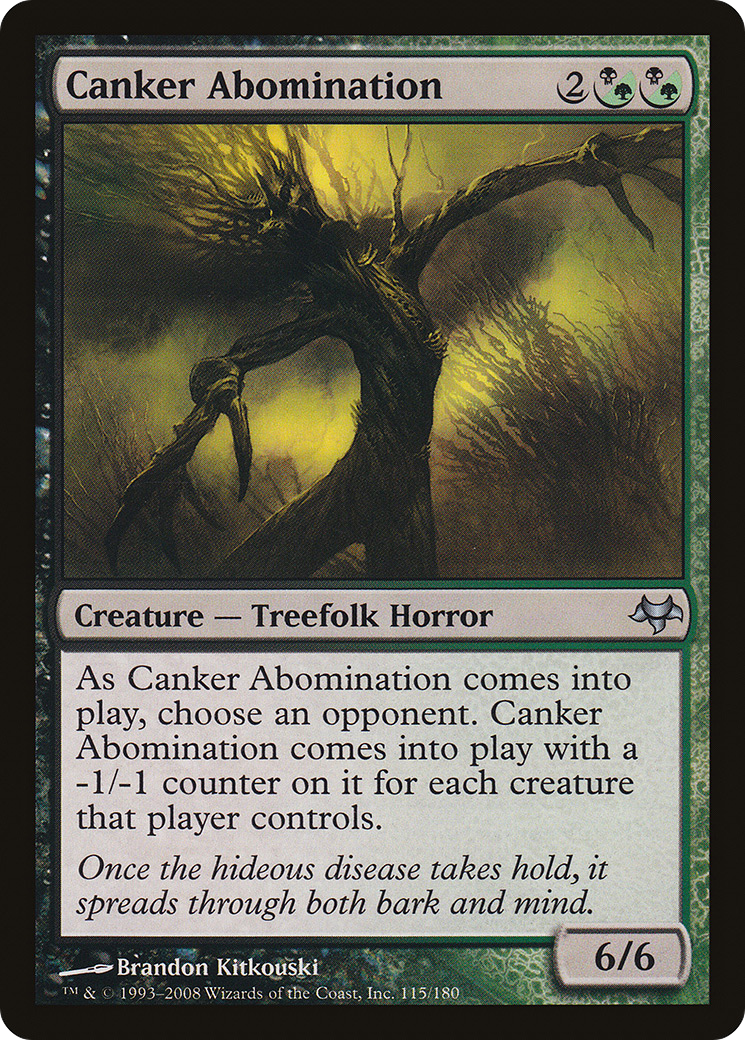 Canker Abomination 2
Creature — Treefolk Horror
As Canker Abomination comes into
play, choose an opponent. Canker
Abomination comes into play with a
-1/-1 counter on it for each creature
that player controls.
Once the hideous disease takes hold, it
spreads through both bark and mind.
6/6
Brandon Kitkouski
™ & © 1993–2008 Wizards of the Coast, Inc. 115/180